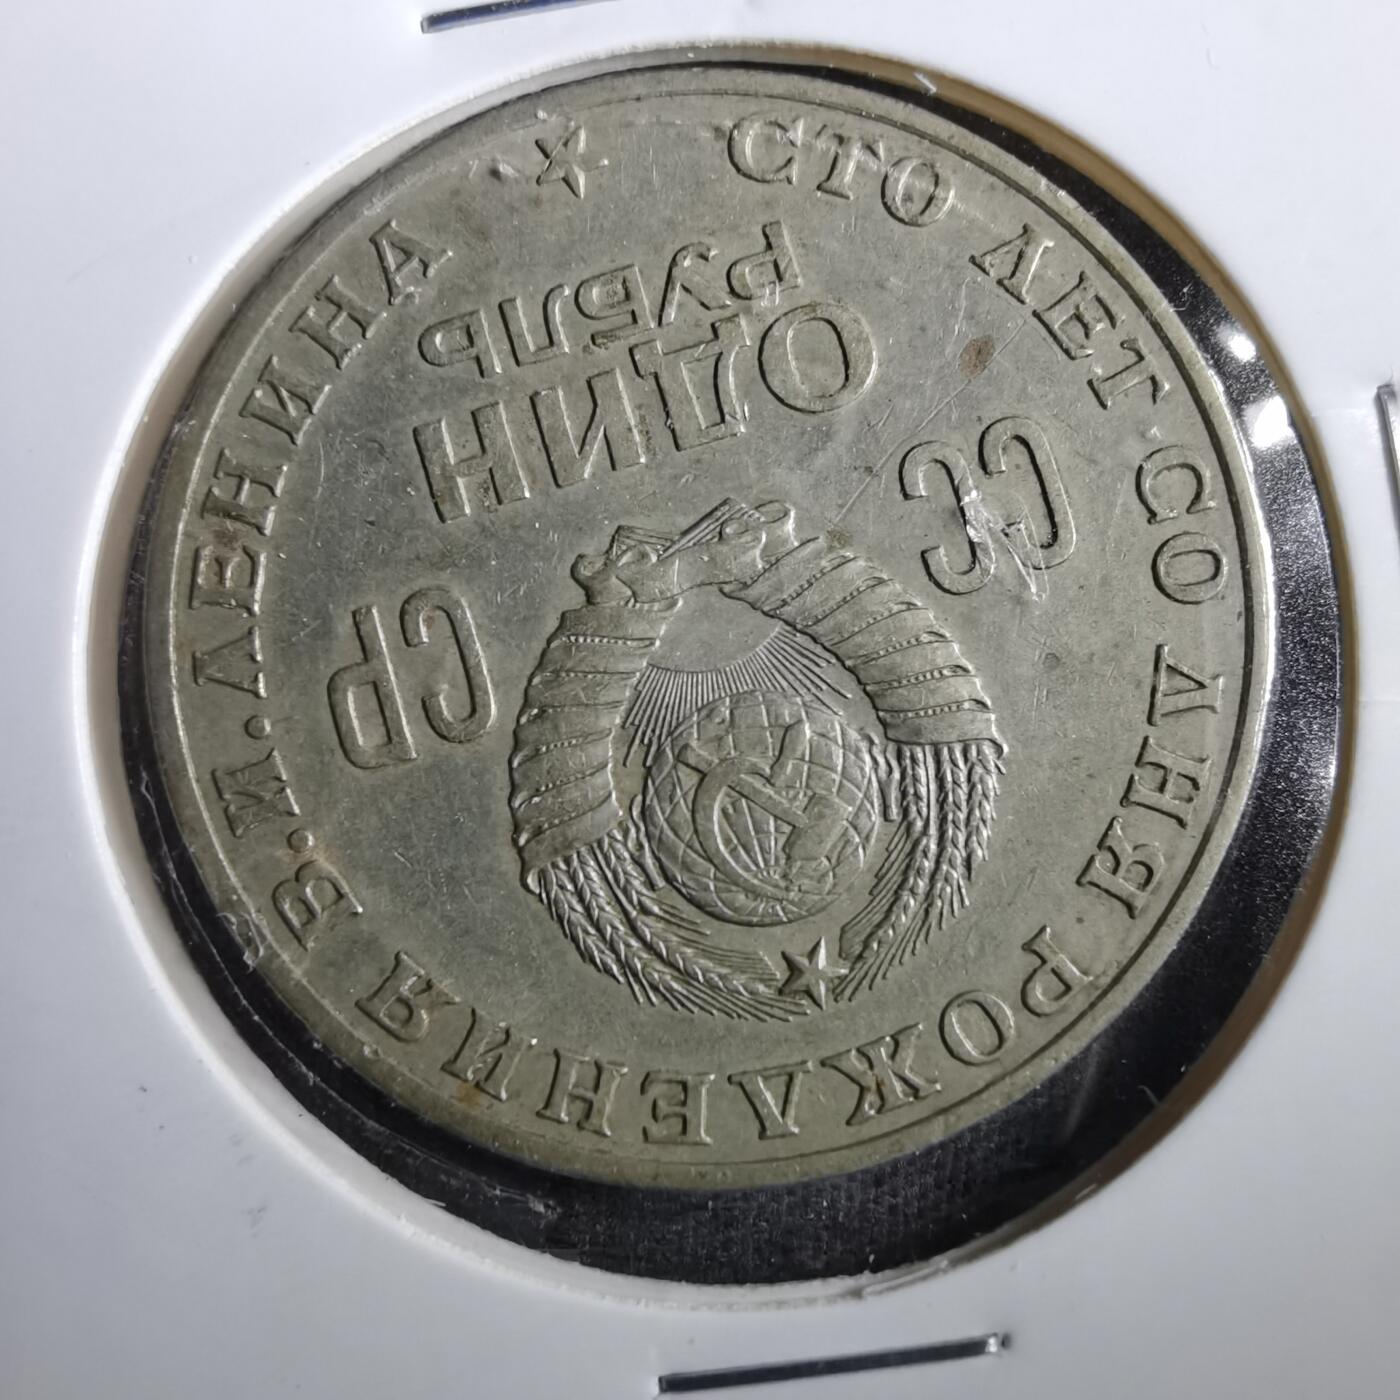 СТО ЛЕТ СО ДНЯ РОЖДЕНИЯ В.И.ЛЕНИНА
СС СР
ОДИН
РУБЛЬ